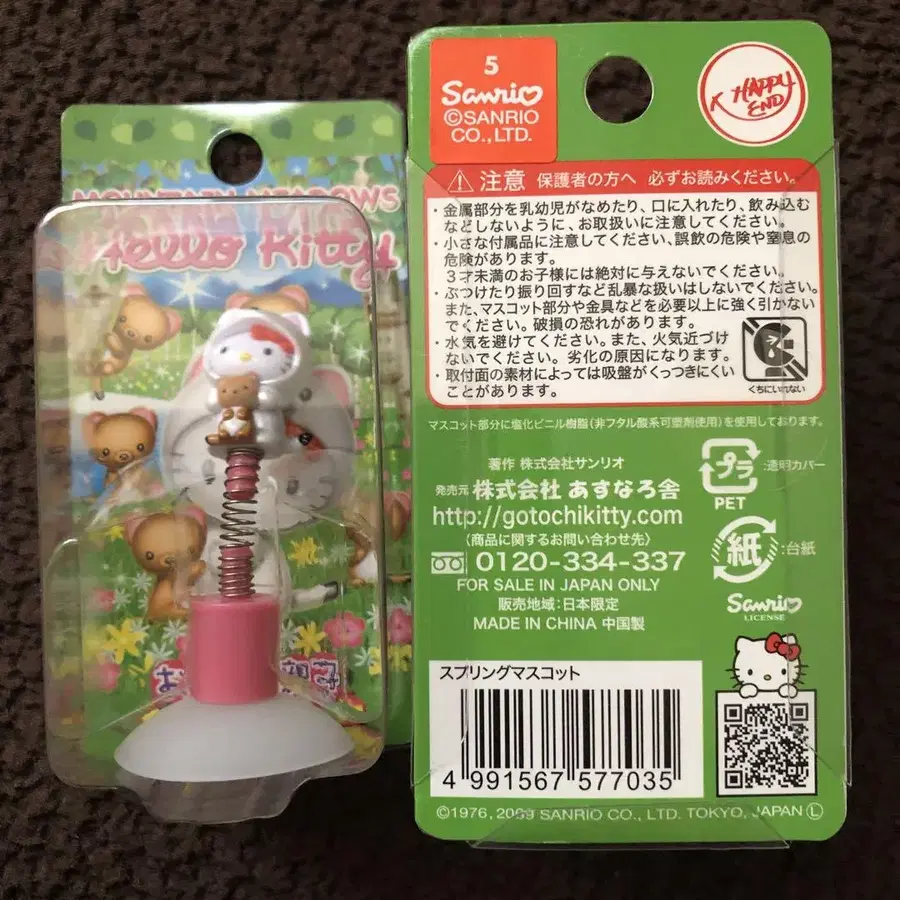 MOUNTAIN MEADOWS
Hello Kitty
5
Sanrio
©SANRIO
CO., LTD.
K HAPPY
END
注意 保護者の方へ 必ずお読みください。
・金属部分を乳幼児がなめたり、口に入れたり、飲み込む
などしないように、お取扱いに注意してください。
・小さな付属品に注意してください、誤飲の危険や窒息の
危険があります。
3才未満のお子様には絶対に与えないでください。
・ぶつけたり振り回すなど乱暴な扱いはしないでください。
また、マスコット部分や金具などを必要以上に強く引かない
でください。破損の恐れがあります。
・水気を避けてください。また、火気近づけ
ないでください。劣化の原因になります。
・取付面の素材によっては吸盤がくっつきにくい
ことがあります。
くちにいれない
マスコット部分に塩化ビニル樹脂(非フタル酸系可塑剤使用)を使用しております。
著作 株式会社サンリオ
発売元 株式会社 あすなろ舎
http://gotochikitty.com
〈商品に関するお問い合わせ先〉
0120-334-337
FOR SALE IN JAPAN ONLY
販売地域:日本限定
MADE IN CHINA 中国製
プラ
:透明カバー
PET
紙
:台紙
Sanrio
LICENSE
スプリングマスコット
4 991567 577035
©1976, 2009 SANRIO CO., LTD. TOKYO, JAPAN Ⓛ